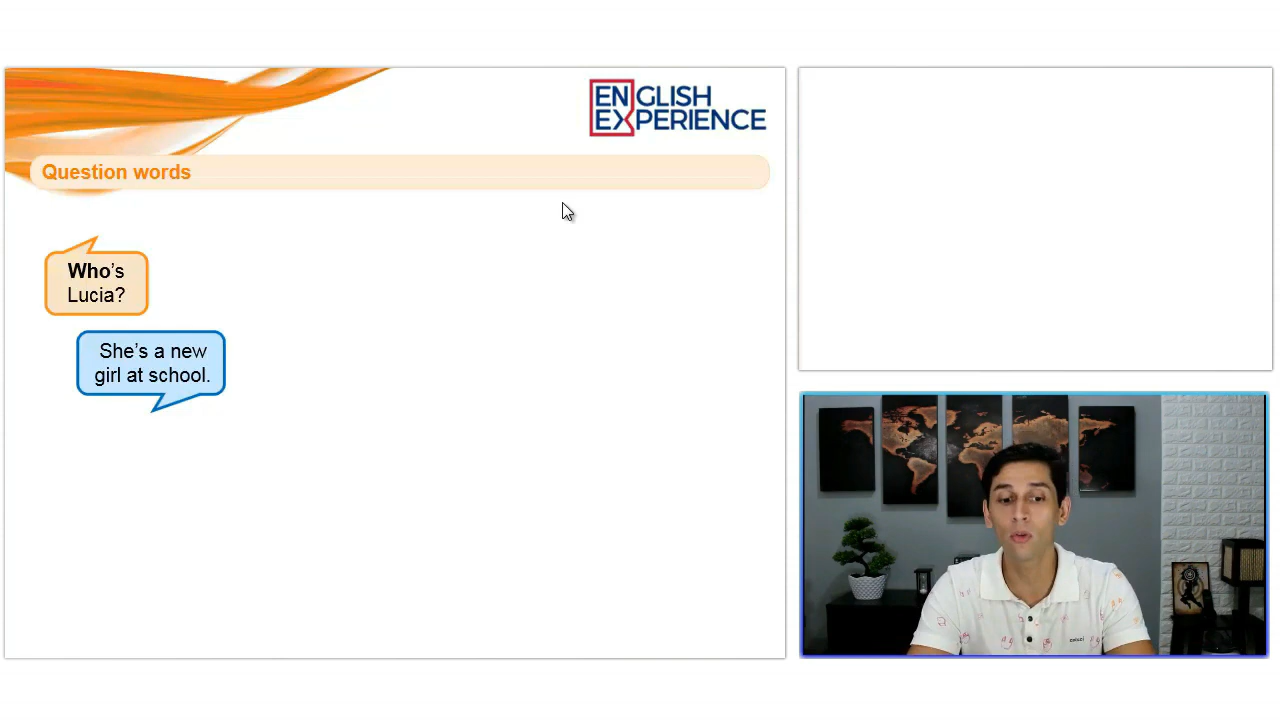 ENGLISH
EXPERIENCE
Question words
Who's
Lucia?
She's a new
girl at school.